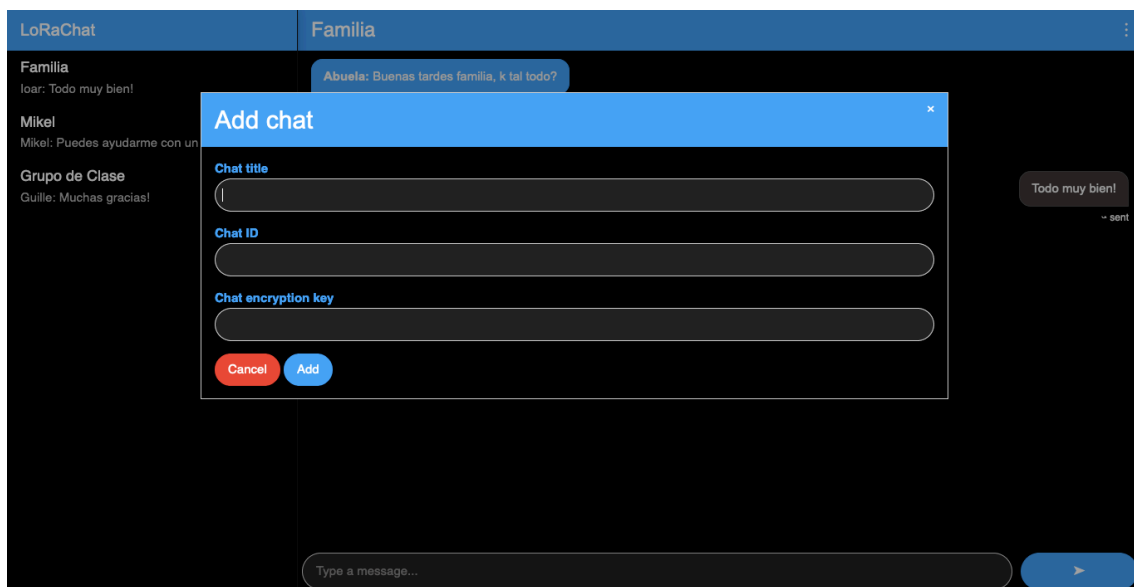 LoRaChat
Familia
⋮
Familia
Ioar: Todo muy bien!
Mikel
Mikel: Puedes ayudarme con un
Grupo de Clase
Guille: Muchas gracias!
Abuela: Buenas tardes familia, k tal todo?
Add chat
×
Chat title
Chat ID
Chat encryption key
Cancel Add
Todo muy bien!
sent
Type a message...
➤